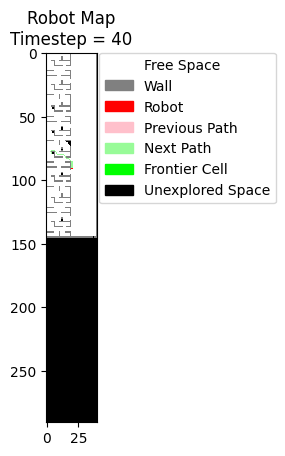 Robot Map
Timestep = 40
Free Space
Wall
Robot
Previous Path
Next Path
Frontier Cell
Unexplored Space
0
50
100
150
200
250
0 25